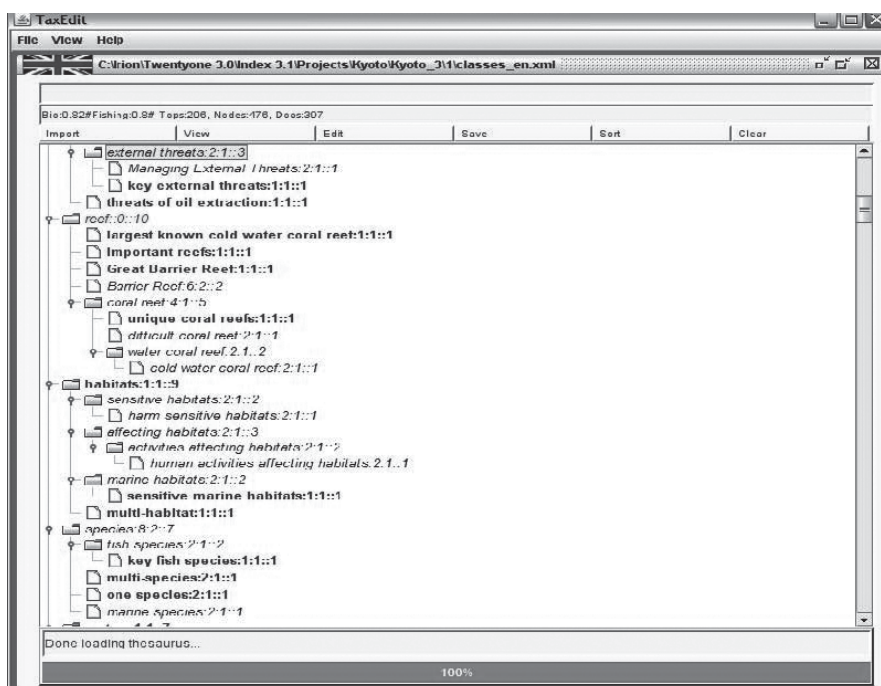 TaxEdit
File View Help
C:\Irion\Twentyone 3.0\Index 3.1\Projects\Kyoto\Kyoto_3\1\classes_en.xml
Bio:0.82#Fishing:0.8# Tops:206, Nodes:476, Docs:307
Import View Edit Save Sort Clear
external threats:2:1::3
Managing External Threats:2:1::1
key external threats:1:1::1
threats of oil extraction:1:1::1
reef::0::10
largest known cold water coral reef:1:1::1
Important reefs:1:1::1
Great Barrier Reef:1:1::1
Barrier Reef:6:2::2
coral reef:4:1::5
unique coral reefs:1:1::1
difficult coral reef:2:1::1
water coral reef:2:1::2
cold water coral reef:2:1::1
habitats:1:1::9
sensitive habitats:2:1::2
harm sensitive habitats:2:1::1
affecting habitats:2:1::3
activities affecting habitats:2:1::2
human activities affecting habitats:2:1::1
marine habitats:2:1::2
sensitive marine habitats:1:1::1
multi-habitat:1:1::1
species:8:2::7
fish species:2:1::2
key fish species:1:1::1
multi-species:2:1::1
one species:2:1::1
marine species:2:1::1
Done loading thesaurus...
100%